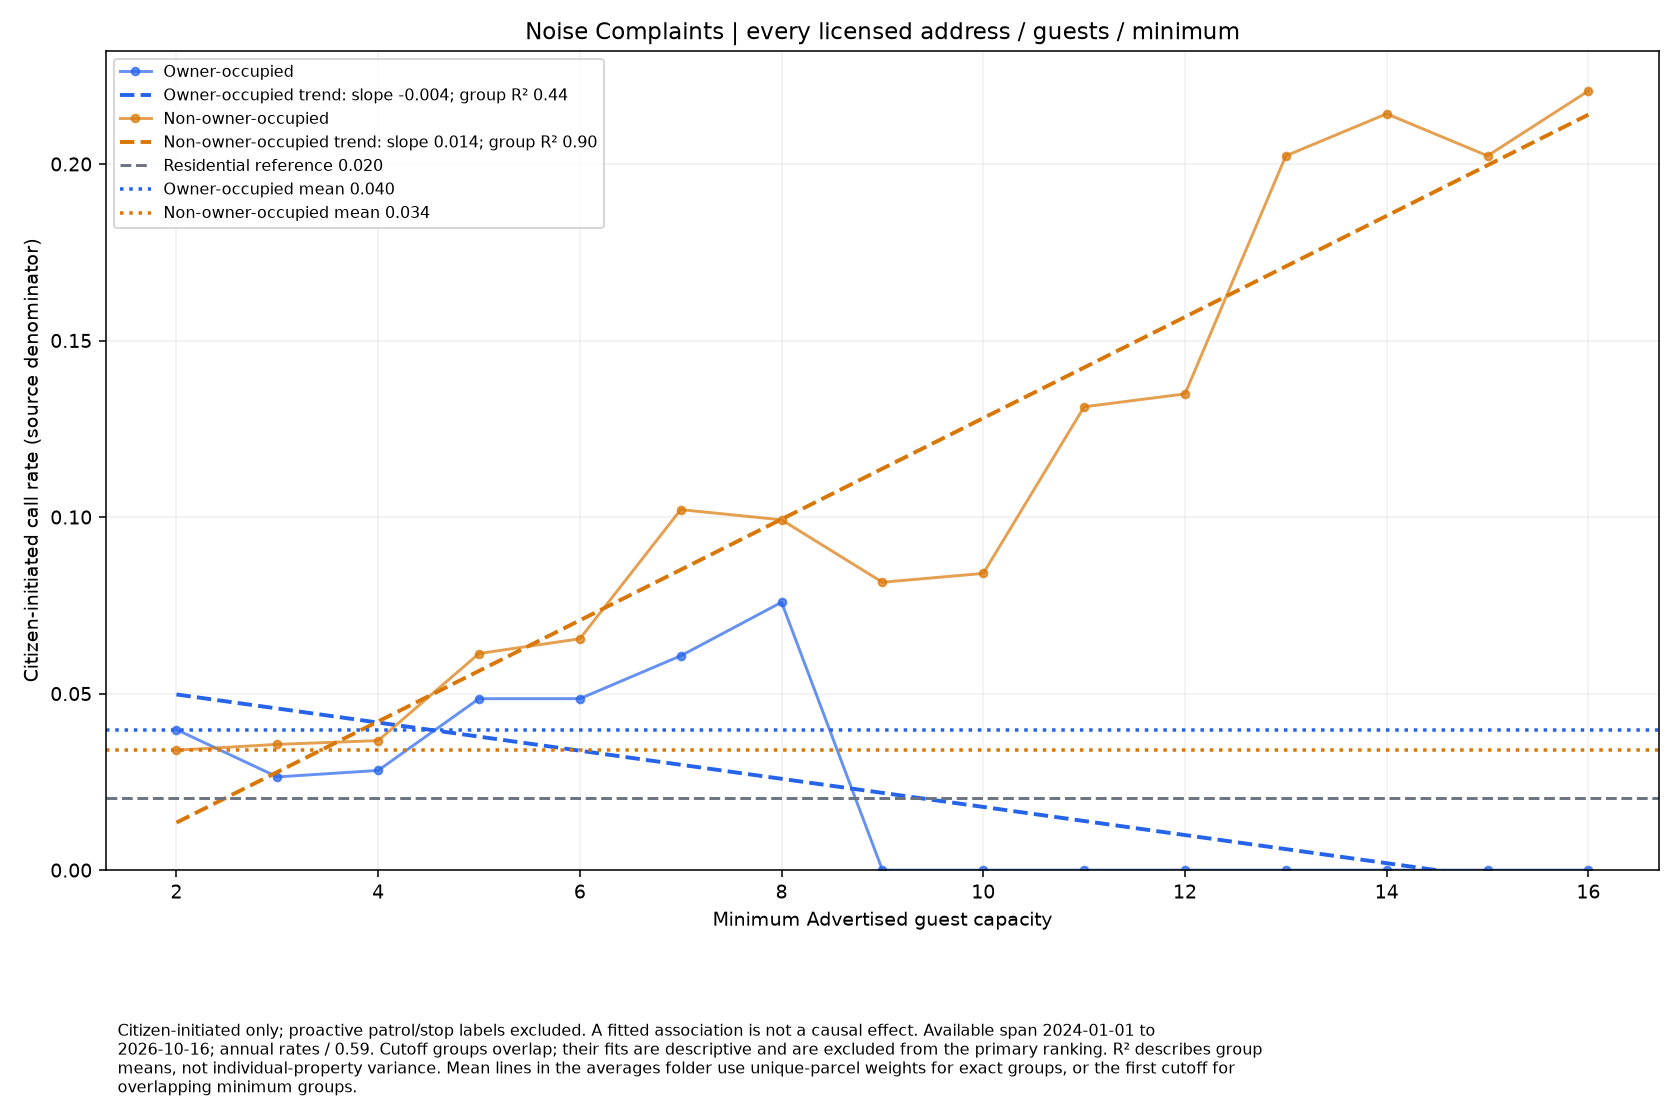 Noise Complaints | every licensed address / guests / minimum
Owner-occupied
Owner-occupied trend: slope -0.004; group R² 0.44
Non-owner-occupied
Non-owner-occupied trend: slope 0.014; group R² 0.90
Residential reference 0.020
Owner-occupied mean 0.040
Non-owner-occupied mean 0.034
Citizen-initiated call rate (source denominator)
0.20
0.15
0.10
0.05
0.00
2 4 6 8 10 12 14 16
Minimum Advertised guest capacity
Citizen-initiated only; proactive patrol/stop labels excluded. A fitted association is not a causal effect. Available span 2024-01-01 to
2026-10-16; annual rates / 0.59. Cutoff groups overlap; their fits are descriptive and are excluded from the primary ranking. R² describes group
means, not individual-property variance. Mean lines in the averages folder use unique-parcel weights for exact groups, or the first cutoff for
overlapping minimum groups.